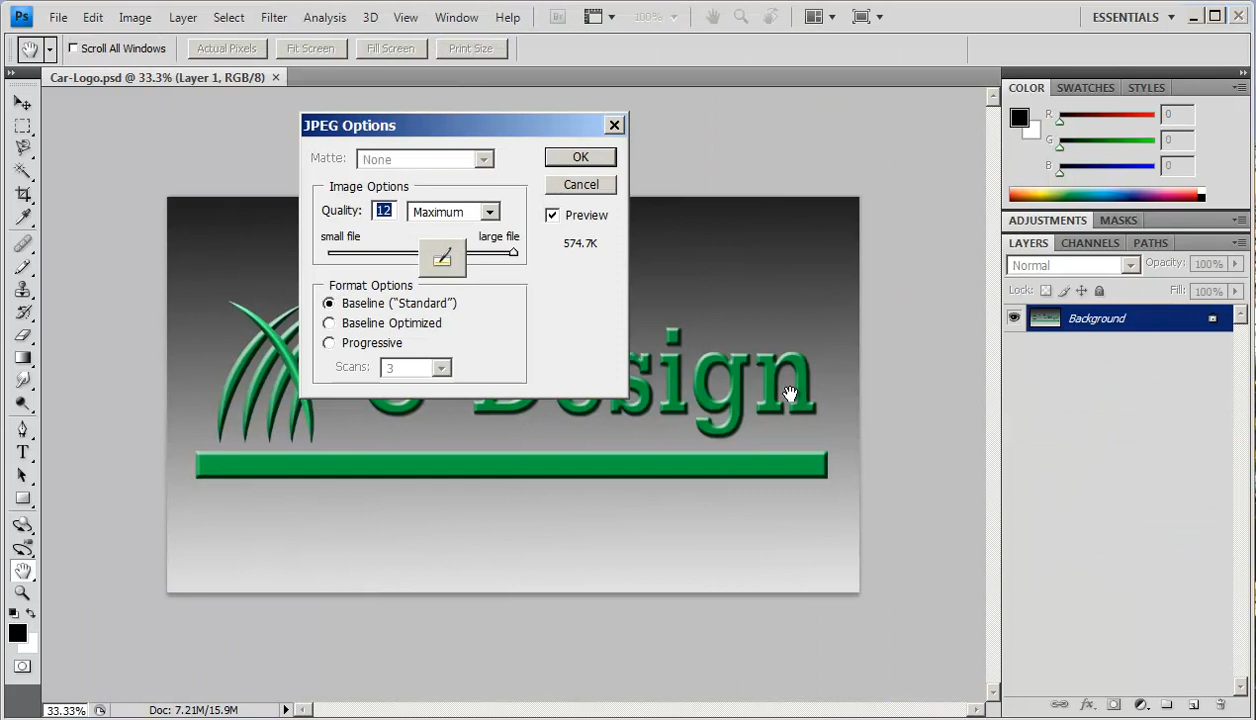 Ps File Edit Image Layer Select Filter Analysis 3D View Window Help Br 100% ESSENTIALS
Scroll All Windows Actual Pixels Fit Screen Fill Screen Print Size
Car-Logo.psd @ 33.3% (Layer 1, RGB/8)
COLOR SWATCHES STYLES
R 0
G 0
B 0
ADJUSTMENTS MASKS
LAYERS CHANNELS PATHS
Normal Opacity: 100%
Lock: Fill: 100%
Background
JPEG Options
Matte: None
OK
Cancel
Image Options
Quality: 12 Maximum
Preview
small file large file
574.7K
Format Options
Baseline ("Standard")
Baseline Optimized
Progressive
Scans: 3
Design
33.33% Doc: 7.21M/15.9M